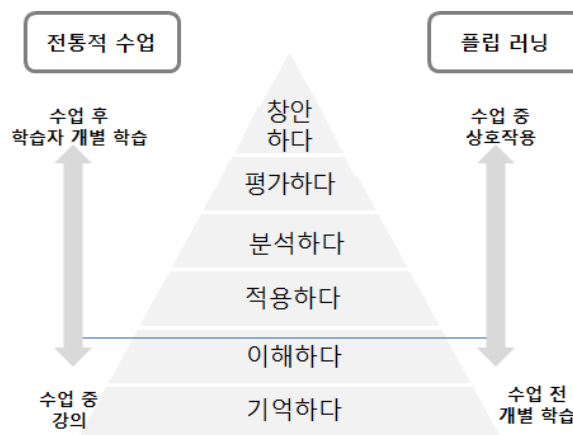 전통적 수업
플립 러닝
수업 후
학습자 개별 학습
수업 중
상호작용
창안
하다
평가하다
분석하다
적용하다
이해하다
기억하다
수업 중
강의
수업 전
개별 학습